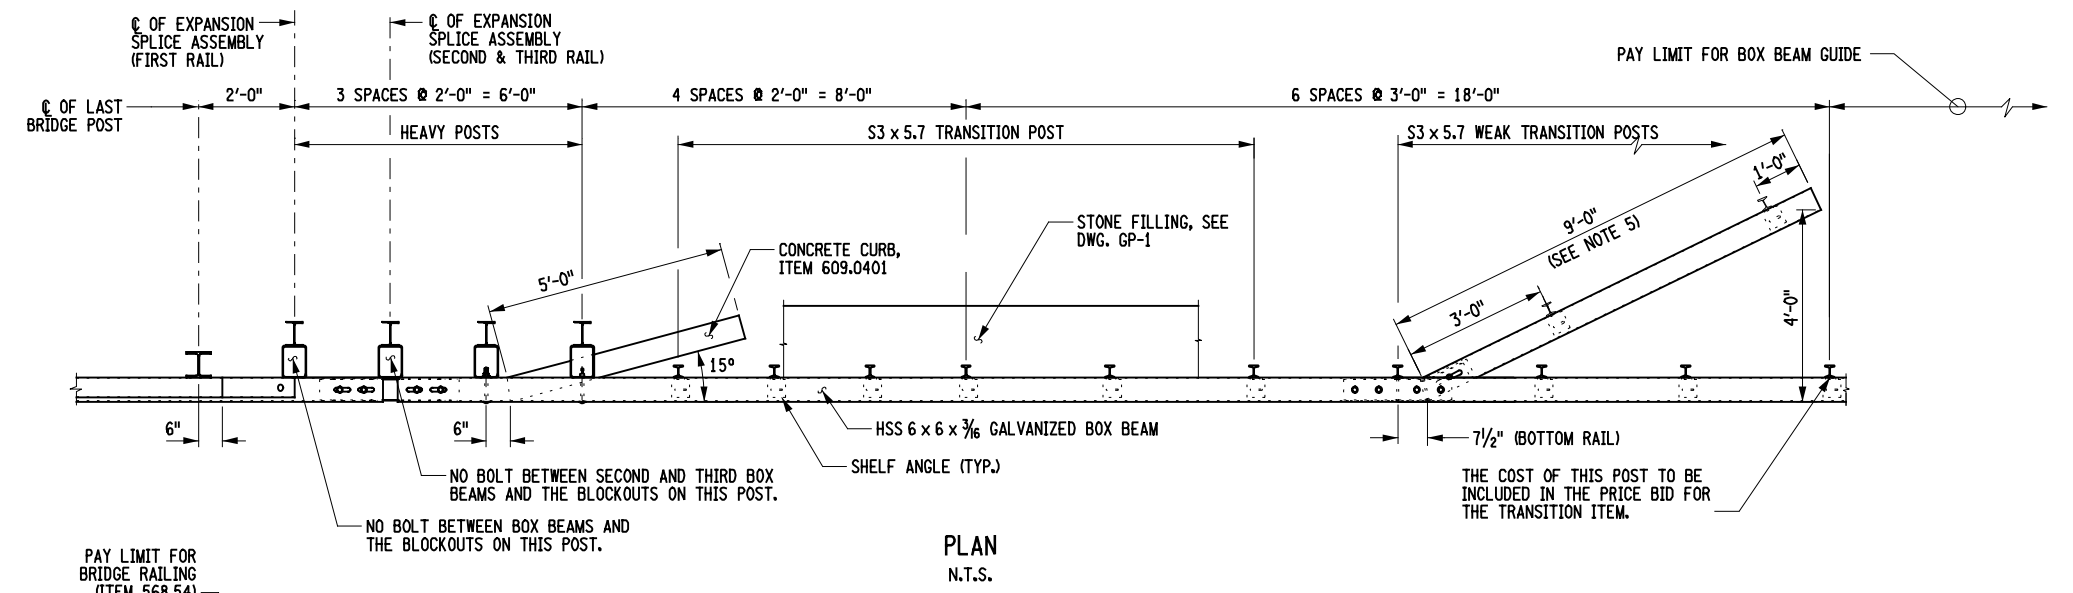 ℄ OF EXPANSION
SPLICE ASSEMBLY
(FIRST RAIL)
℄ OF EXPANSION
SPLICE ASSEMBLY
(SECOND & THIRD RAIL)
PAY LIMIT FOR BOX BEAM GUIDE
℄ OF LAST
BRIDGE POST
2'-0"
3 SPACES @ 2'-0" = 6'-0"
4 SPACES @ 2'-0" = 8'-0"
6 SPACES @ 3'-0" = 18'-0"
HEAVY POSTS
S3 x 5.7 TRANSITION POST
S3 x 5.7 WEAK TRANSITION POSTS
1'-0"
9'-0"
(SEE NOTE 5)
3'-0"
4'-0"
STONE FILLING, SEE
DWG. GP-1
CONCRETE CURB,
ITEM 609.0401
5'-0"
15°
6"
6"
HSS 6 x 6 x 3/16 GALVANIZED BOX BEAM
7 1/2" (BOTTOM RAIL)
SHELF ANGLE (TYP.)
NO BOLT BETWEEN SECOND AND THIRD BOX
BEAMS AND THE BLOCKOUTS ON THIS POST.
THE COST OF THIS POST TO BE
INCLUDED IN THE PRICE BID FOR
THE TRANSITION ITEM.
NO BOLT BETWEEN BOX BEAMS AND
THE BLOCKOUTS ON THIS POST.
PLAN
N.T.S.
PAY LIMIT FOR
BRIDGE RAILING
(ITEM 568.54)